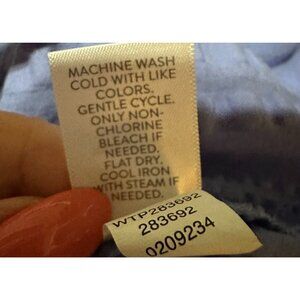 MACHINE WASH
COLD WITH LIKE
COLORS.
GENTLE CYCLE.
ONLY NON-
CHLORINE
BLEACH IF
NEEDED.
FLAT DRY.
COOL IRON
WITH STEAM IF
NEEDED.
WTP283692
283692
0209234